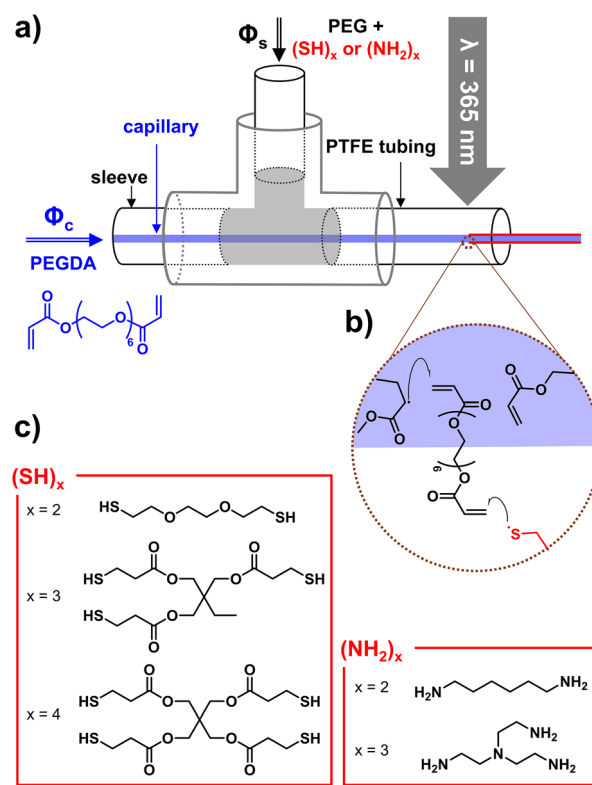 a)
Φs
PEG +
(SH)x or (NH2)x
λ = 365 nm
capillary
PTFE tubing
sleeve
Φc
PEGDA
O
O
O
6
O
O
b)
O
O
O
O
O
O
6
O
O
·S
c)
(SH)x
x = 2
HS
O
O
SH
x = 3
O
O
HS
O
O
SH
HS
O
O
x = 4
O
O
HS
O
O
SH
HS
O
O
SH
O
O
(NH2)x
x = 2
H2N
NH2
x = 3
NH2
H2N
N
NH2